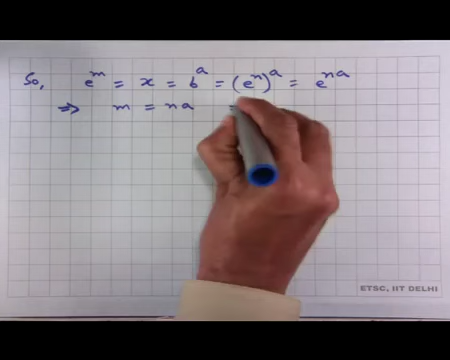 So, e^m = x = b^a = (e^n)^a = e^na
⇒ m = na =
ETSC, IIT DELHI